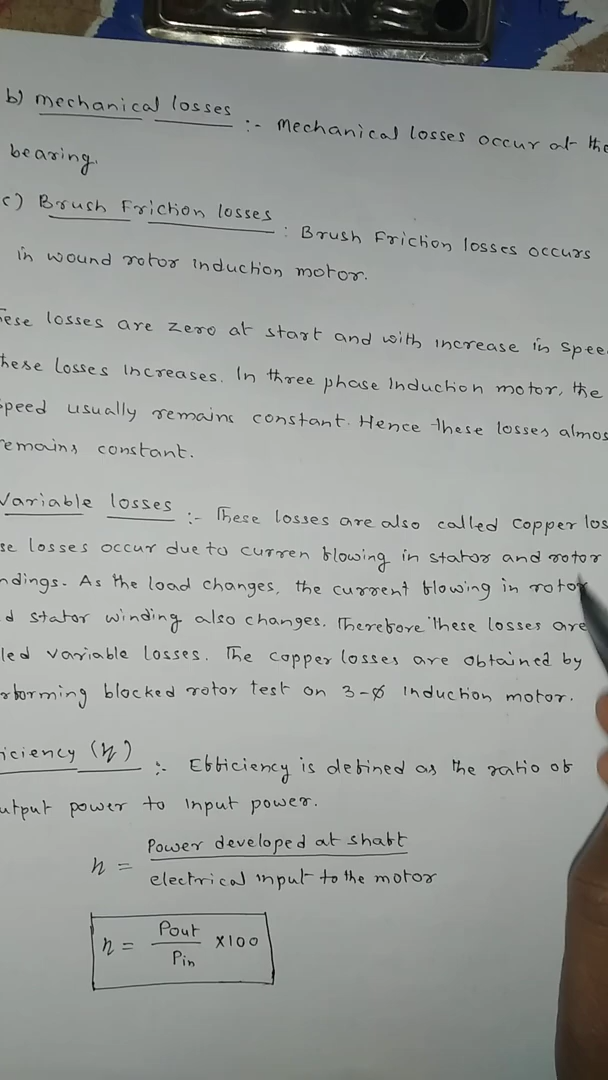 b) Mechanical losses :- Mechanical losses occur at the
bearing.
c) Brush Friction losses : Brush Friction losses occurs
in wound rotor induction motor.
ese losses are zero at start and with increase in spee
hese losses increases. In three phase Induction motor, the
speed usually remains constant. Hence these losses almos
remains constant.
Variable losses :- These losses are also called copper los
se losses occur due to curren flowing in stator and rotor
ndings. As the load changes, the current flowing in rotor
d stator winding also changes. Therefore these losses are
led variable losses. The copper losses are obtained by
rforming blocked rotor test on 3-ϕ Induction motor.
iciency (η) :- Efficiency is defined as the ratio of
utput power to input power.
η = Power developed at shaft
electrical input to the motor
η = Pout
Pin × 100